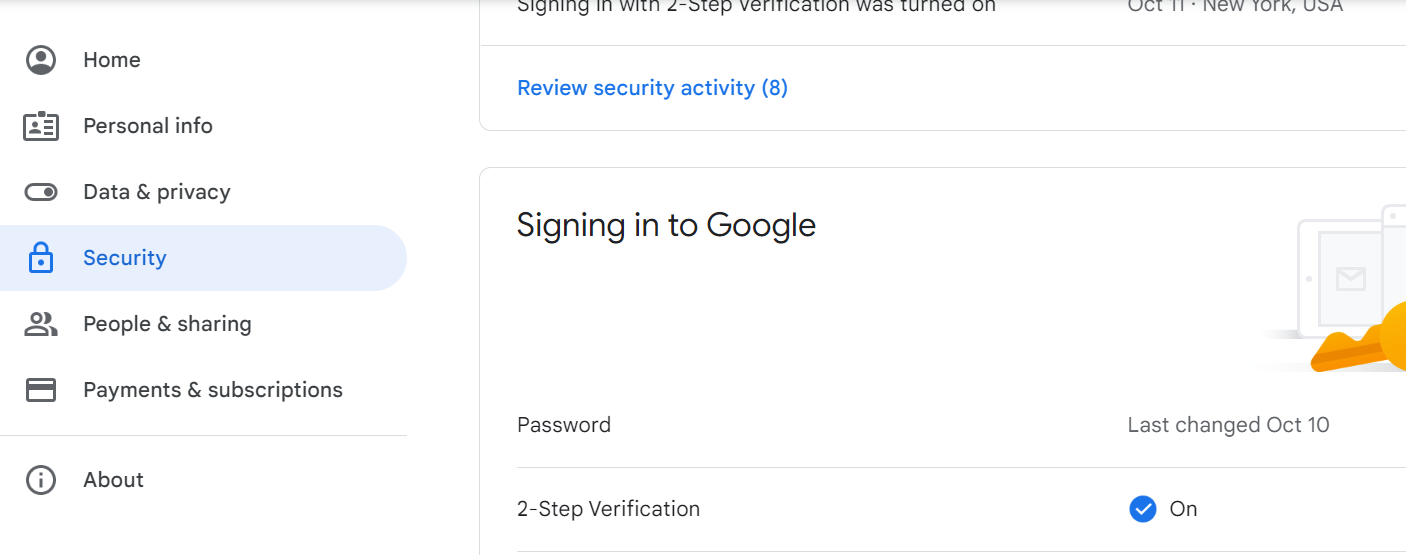 Signing in with 2-Step Verification was turned on
Oct 11 · New York, USA
Home
Personal info
Data & privacy
Security
People & sharing
Payments & subscriptions
About
Review security activity (8)
Signing in to Google
Password
Last changed Oct 10
2-Step Verification
On